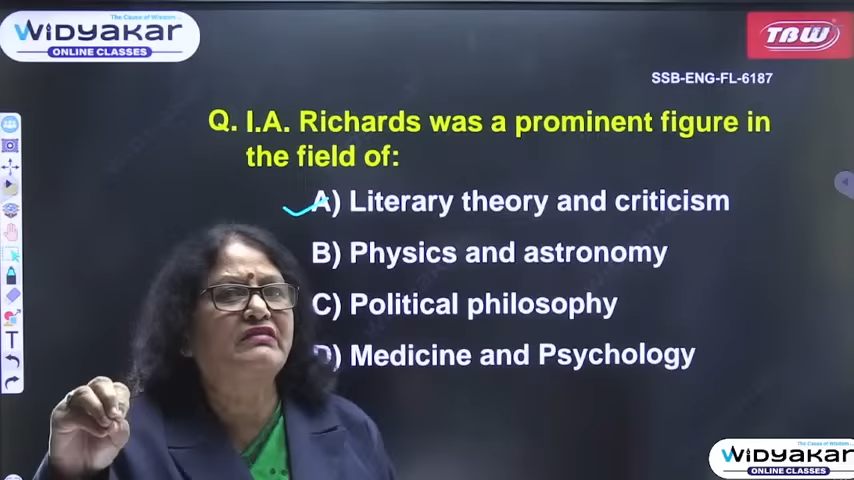 The Cause of Wisdom...
WIDYAKAR
ONLINE CLASSES
TBW
SSB-ENG-FL-6187
Q. I.A. Richards was a prominent figure in
the field of:
A) Literary theory and criticism
B) Physics and astronomy
C) Political philosophy
D) Medicine and Psychology
T
The Cause of Wisdom...
WIDYAKAR
ONLINE CLASSES